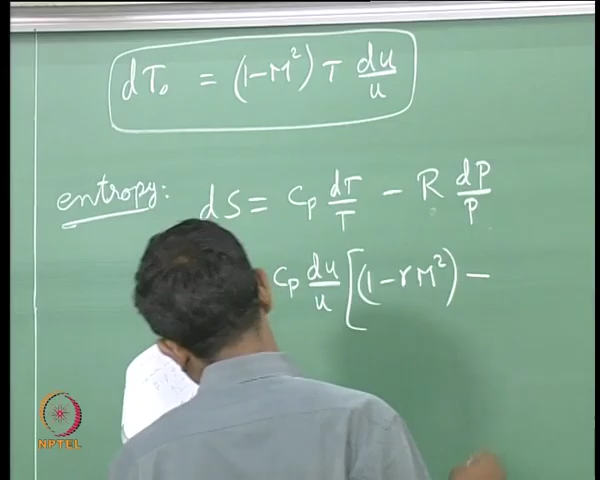 dT₀ = (1-M²) T du/u
entropy: dS = Cp dT/T - R dP/P
Cp du/u [(1-γM²) -
NPTEL